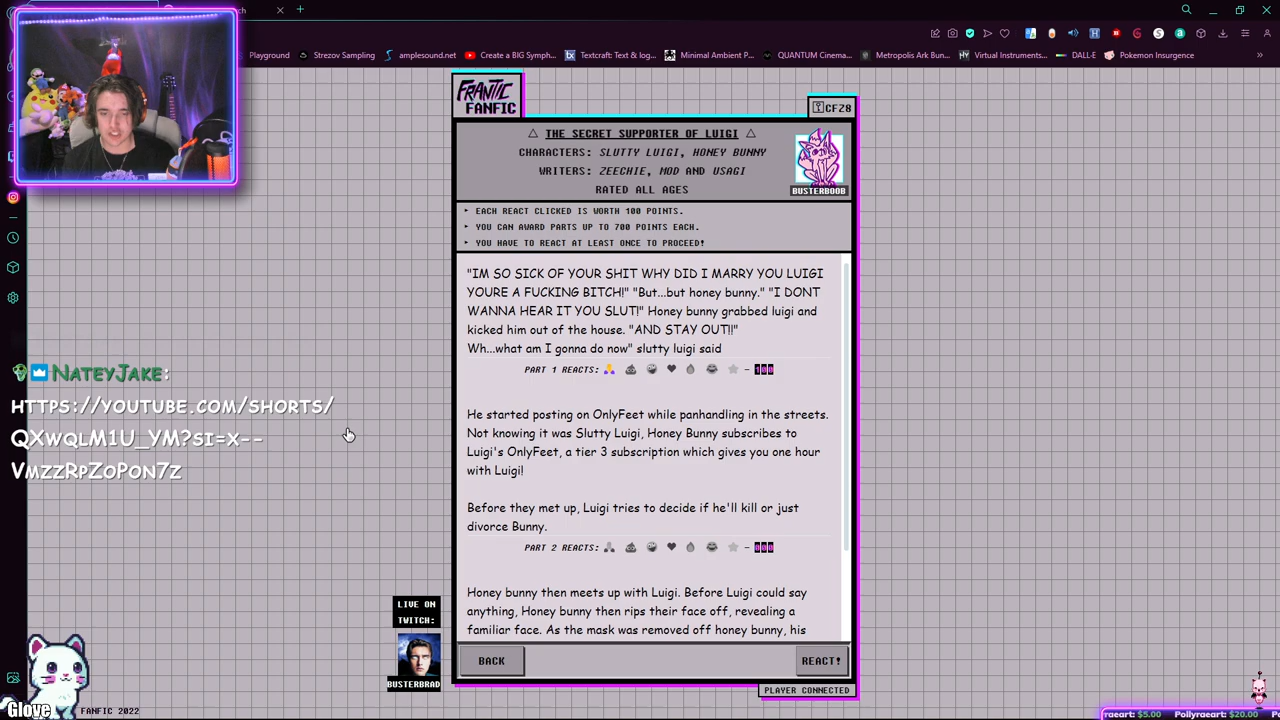 Playground
Strezov Sampling
amplesound.net
Create a BIG Symph...
Textcraft: Text & log...
Minimal Ambient P...
QUANTUM Cinema...
Metropolis Ark Bun...
Virtual Instruments...
DALL-E
Pokemon Insurgence
FRANTIC
FANFIC
CFZ8
THE SECRET SUPPORTER OF LUIGI
CHARACTERS: SLUTTY LUIGI, HONEY BUNNY
WRITERS: ZEECHIE, MOD AND USAGI
RATED ALL AGES
BUSTERBOOB
EACH REACT CLICKED IS WORTH 100 POINTS.
YOU CAN AWARD PARTS UP TO 700 POINTS EACH.
YOU HAVE TO REACT AT LEAST ONCE TO PROCEED!
"IM SO SICK OF YOUR SHIT WHY DID I MARRY YOU LUIGI
YOURE A FUCKING BITCH!" "But...but honey bunny." "I DONT
WANNA HEAR IT YOU SLUT!" Honey bunny grabbed luigi and
kicked him out of the house. "AND STAY OUT!!"
Wh...what am I gonna do now" slutty luigi said
PART 1 REACTS: - 100
He started posting on OnlyFeet while panhandling in the streets.
Not knowing it was Slutty Luigi, Honey Bunny subscribes to
Luigi's OnlyFeet, a tier 3 subscription which gives you one hour
with Luigi!
Before they met up, Luigi tries to decide if he'll kill or just
divorce Bunny.
PART 2 REACTS: - 000
Honey bunny then meets up with Luigi. Before Luigi could say
anything, Honey bunny then rips their face off, revealing a
familiar face. As the mask was removed off honey bunny, his
BACK
REACT!
PLAYER CONNECTED
NateyJake:
https://youtube.com/shorts/
QXwqlM1U_YM?si=x--
VmzzRpZoPon7z
LIVE ON
TWITCH:
BUSTERBRAD
Glove
FANFIC 2022
raeart: $5.00 Pollyraeart: $20.00